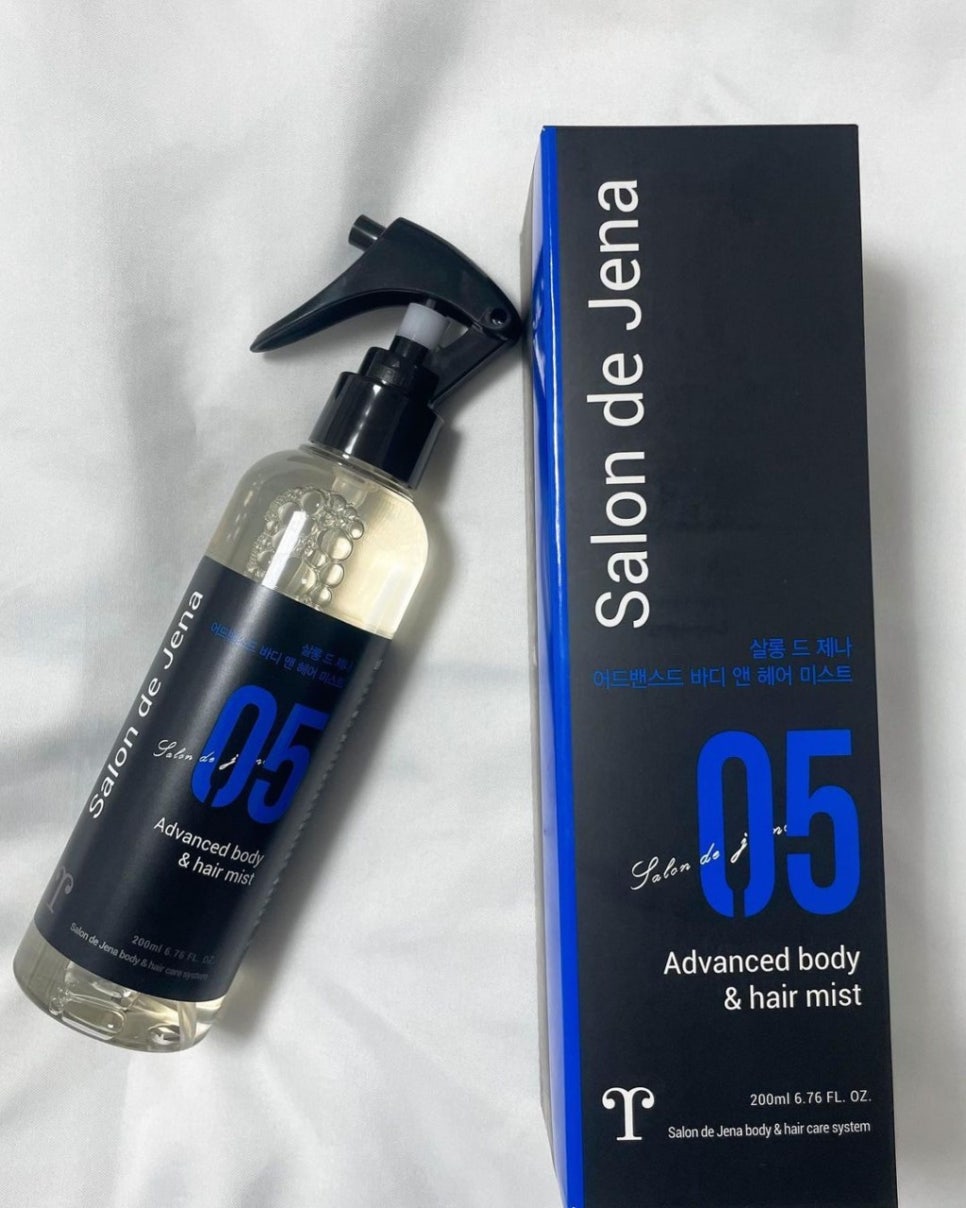 Salon de Jena
살롱 드 제나
어드밴스드 바디 앤 헤어 미스트
05
Salon de jena
Advanced body
& hair mist
200ml 6.76 FL. OZ.
Salon de Jena body & hair care system
Salon de Jena
살롱 드 제나
어드밴스드 바디 앤 헤어 미스트
05
Salon de jena
Advanced body
& hair mist
200ml 6.76 FL. OZ.
Salon de Jena body & hair care system